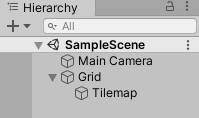 Hierarchy
All
SampleScene
Main Camera
Grid
Tilemap